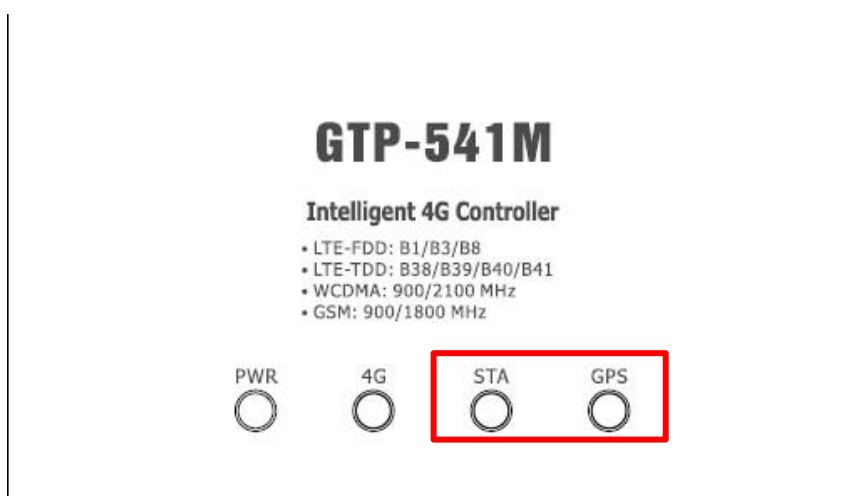 GTP-541M
Intelligent 4G Controller
• LTE-FDD: B1/B3/B8
• LTE-TDD: B38/B39/B40/B41
• WCDMA: 900/2100 MHz
• GSM: 900/1800 MHz
PWR 4G STA GPS